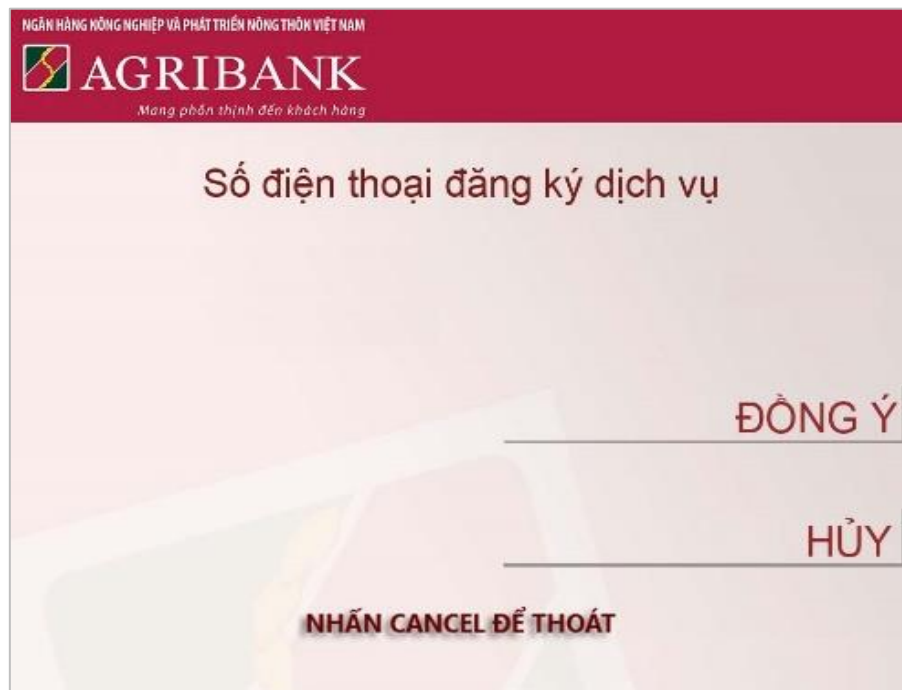 NGÂN HÀNG NÔNG NGHIỆP VÀ PHÁT TRIỂN NÔNG THÔN VIỆT NAM
AGRIBANK
Mang phồn thịnh đến khách hàng
Số điện thoại đăng ký dịch vụ
ĐỒNG Ý
HỦY
NHẤN CANCEL ĐỂ THOÁT